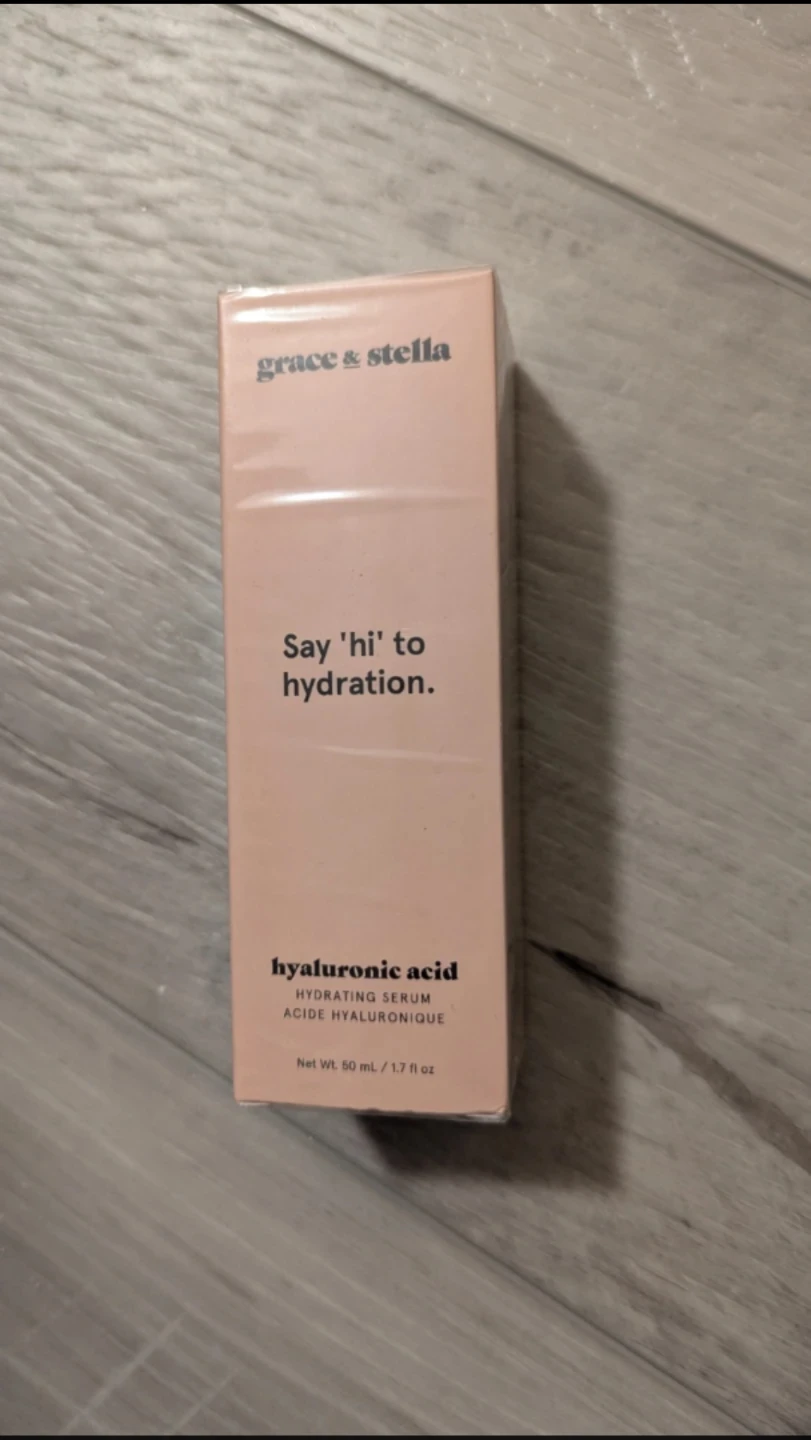 grace & stella
Say 'hi' to
hydration.
hyaluronic acid
HYDRATING SERUM
ACIDE HYALURONIQUE
Net Wt. 50 mL / 1.7 fl oz